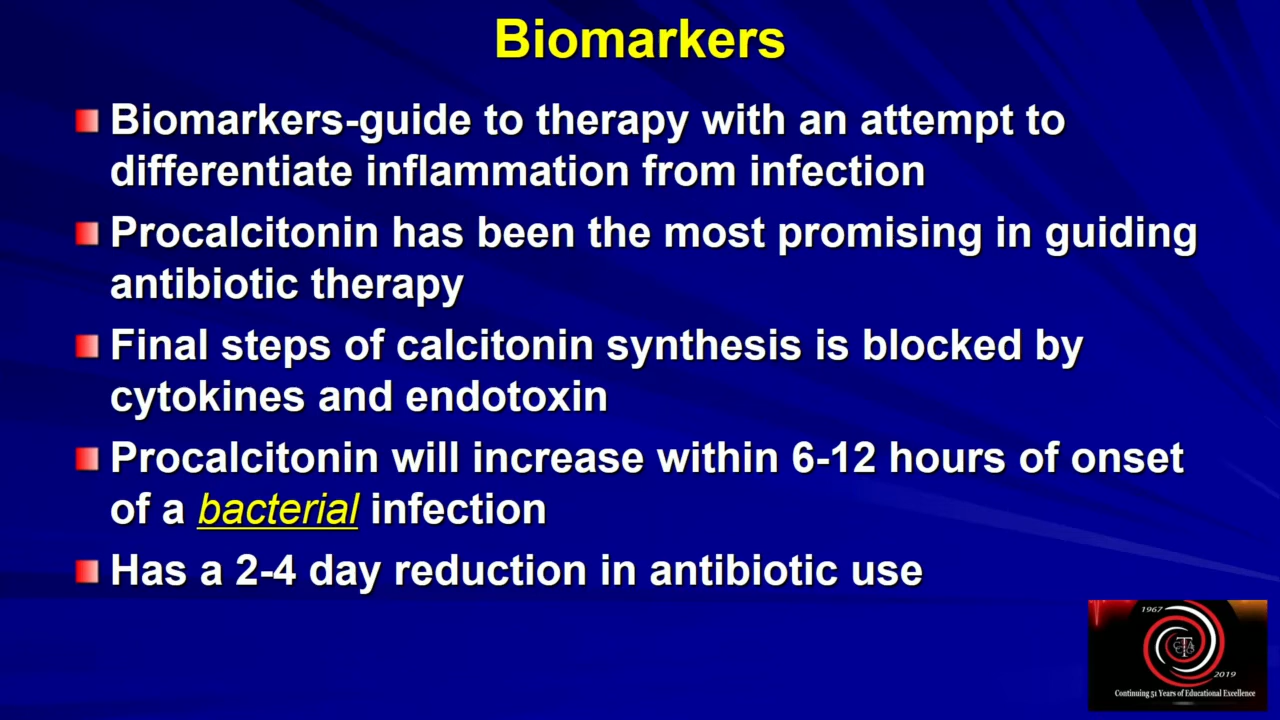 Biomarkers
Biomarkers-guide to therapy with an attempt to
differentiate inflammation from infection
Procalcitonin has been the most promising in guiding
antibiotic therapy
Final steps of calcitonin synthesis is blocked by
cytokines and endotoxin
Procalcitonin will increase within 6-12 hours of onset
of a bacterial infection
Has a 2-4 day reduction in antibiotic use
1967
2019
Continuing 51 Years of Educational Excellence